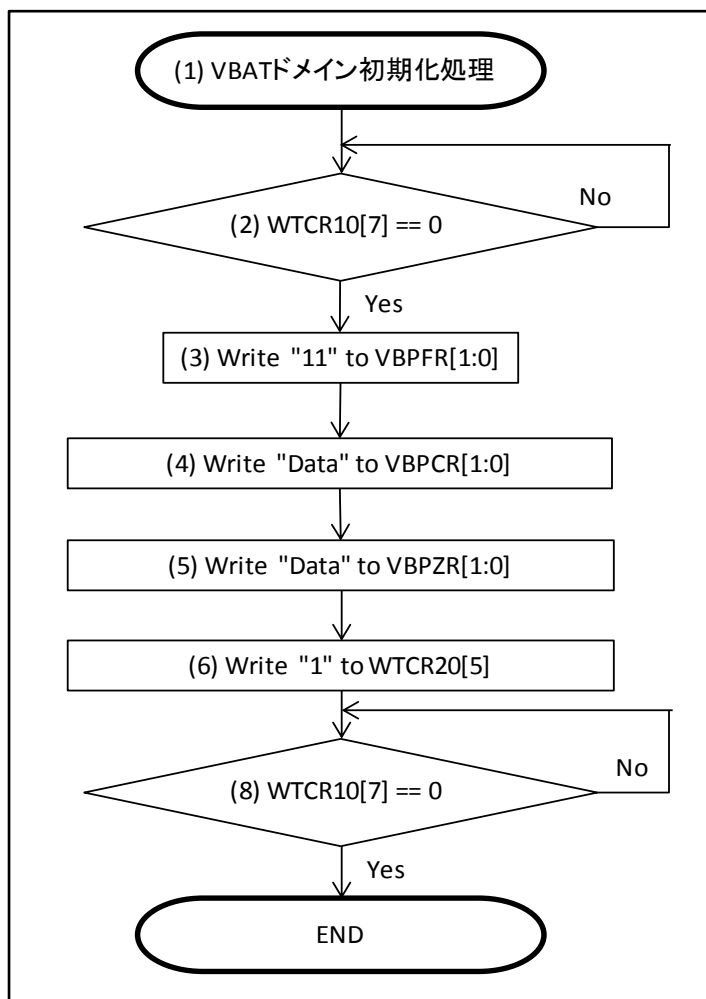 (1) VBATドメイン初期化処理
No
(2) WTCR10[7] == 0
Yes
(3) Write "11" to VBPFR[1:0]
(4) Write "Data" to VBPCR[1:0]
(5) Write "Data" to VBPZR[1:0]
(6) Write "1" to WTCR20[5]
No
(8) WTCR10[7] == 0
Yes
END